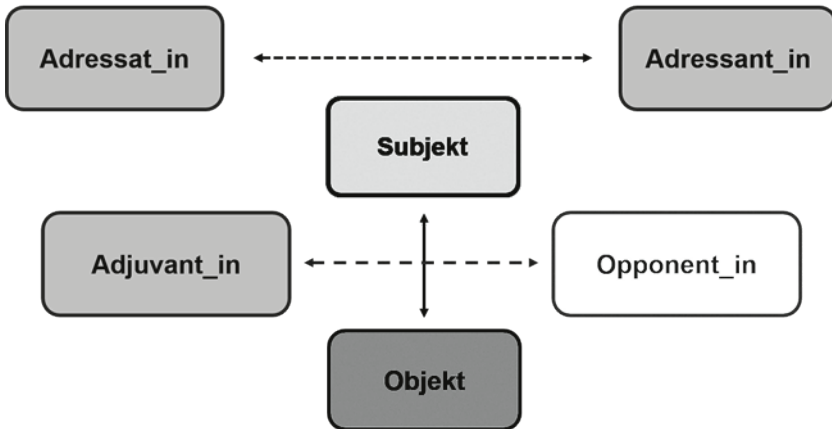 Adressat_in
Adressant_in
Subjekt
Adjuvant_in
Opponent_in
Objekt